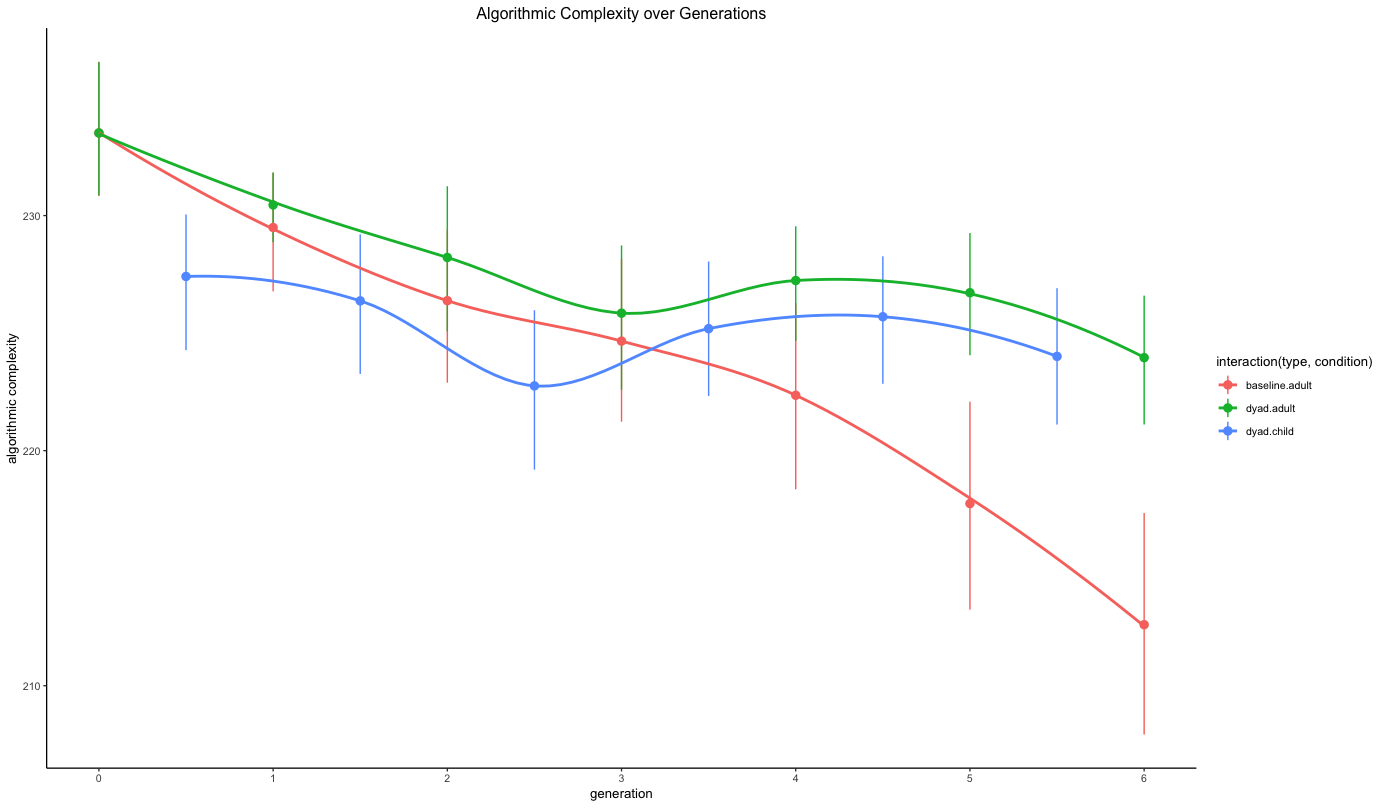 Algorithmic Complexity over Generations
algorithmic complexity
230
220
210
0 1 2 3 4 5 6
generation
interaction(type, condition)
baseline.adult
dyad.adult
dyad.child